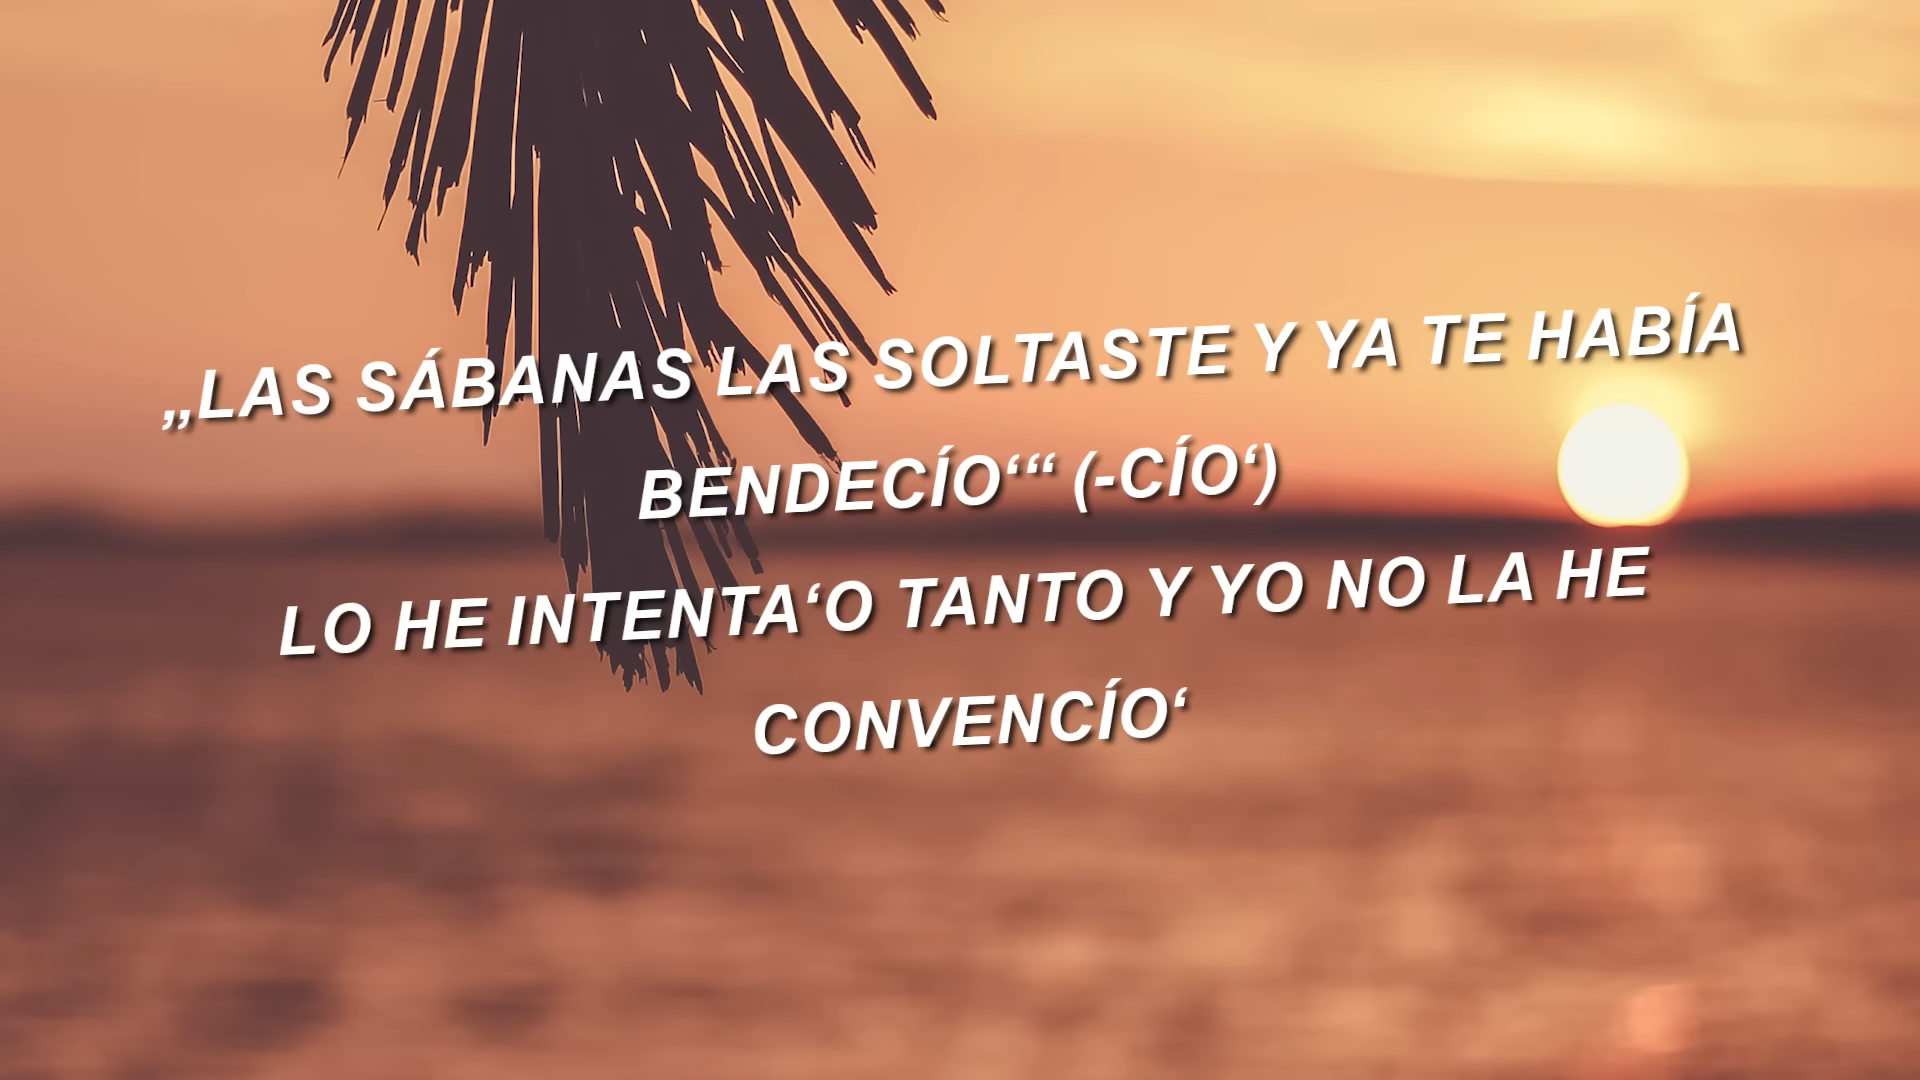 „LAS SÁBANAS LAS SOLTASTE Y YA TE HABÍA
BENDECÍO‘“ (-CÍO‘)
LO HE INTENTA‘O TANTO Y YO NO LA HE
CONVENCÍO‘